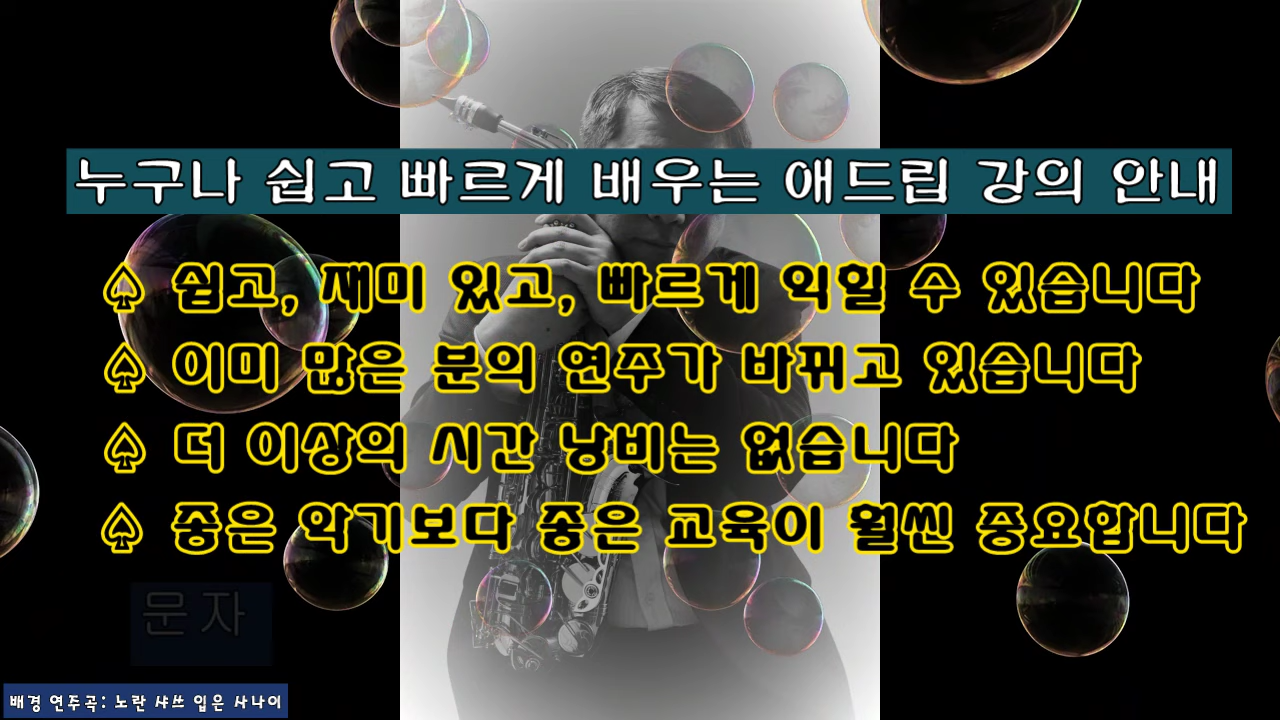 누구나 쉽고 빠르게 배우는 애드립 강의 안내
♤ 쉽고, 재미 있고, 빠르게 익힐 수 있습니다
♤ 이미 많은 분의 연주가 바뀌고 있습니다
♤ 더 이상의 시간 낭비는 없습니다
♤ 좋은 악기보다 좋은 교육이 훨씬 중요합니다
문자
배경 연주곡: 노란 샤쓰 입은 사나이